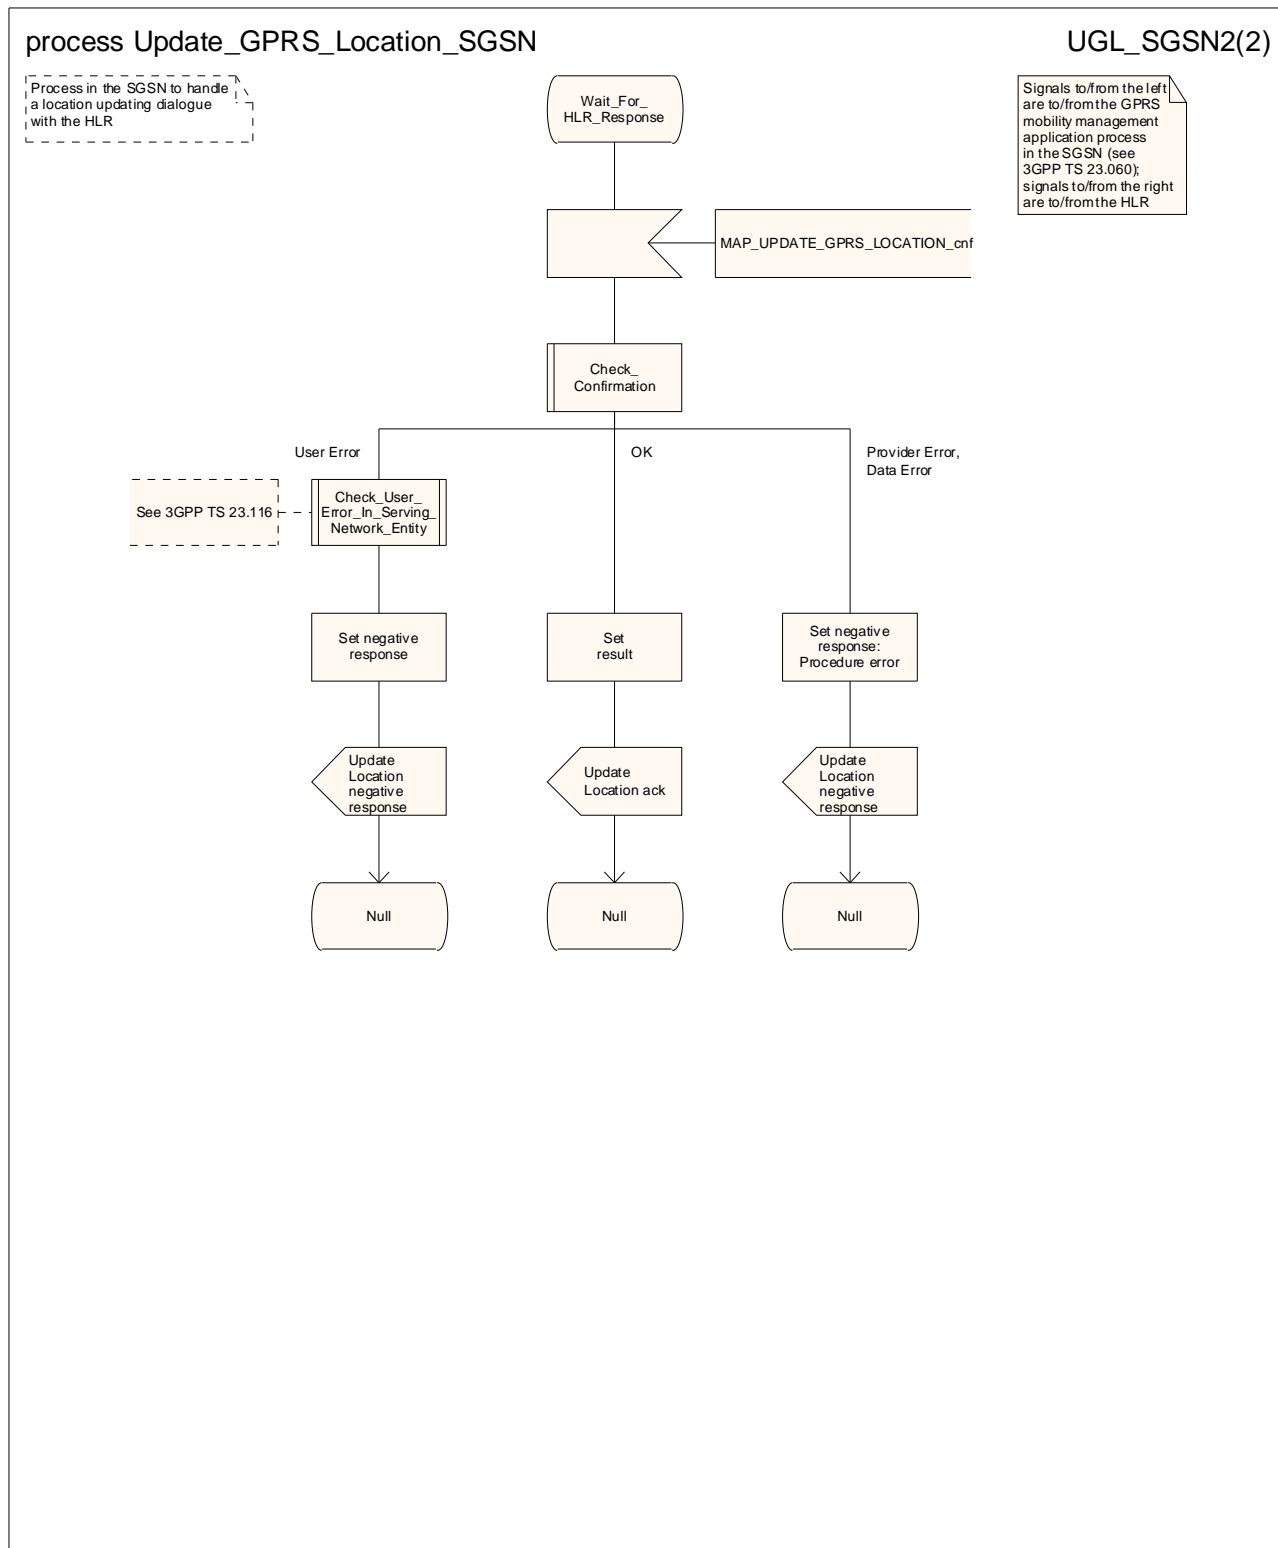 process Update_GPRS_Location_SGSN
UGL_SGSN2(2)
Process in the SGSN to handle
a location updating dialogue
with the HLR
Wait_For_
HLR_Response
Signals to/from the left
are to/from the GPRS
mobility management
application process
in the SGSN (see
3GPP TS 23.060);
signals to/from the right
are to/from the HLR
MAP_UPDATE_GPRS_LOCATION_cnf
Check_
Confirmation
User Error
OK
Provider Error,
Data Error
See 3GPP TS 23.116
Check_User_
Error_In_Serving_
Network_Entity
Set negative
response
Set
result
Set negative
response:
Procedure error
Update
Location
negative
response
Update
Location ack
Update
Location
negative
response
Null
Null
Null